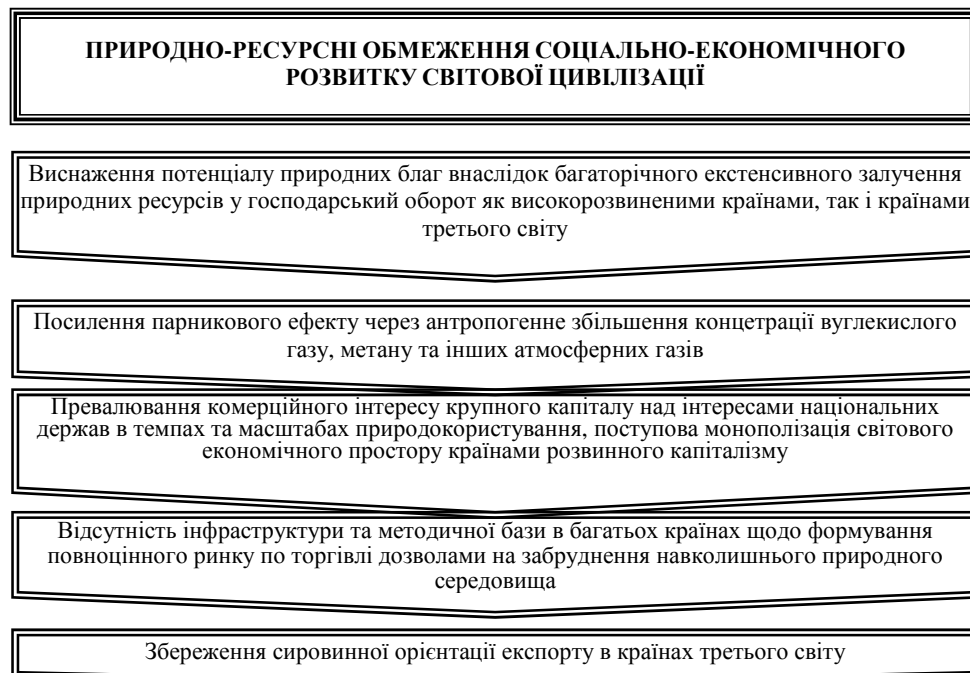 ПРИРОДНО-РЕСУРСНІ ОБМЕЖЕННЯ СОЦІАЛЬНО-ЕКОНОМІЧНОГО
РОЗВИТКУ СВІТОВОЇ ЦИВІЛІЗАЦІЇ
Виснаження потенціалу природних благ внаслідок багаторічного екстенсивного залучення
природних ресурсів у господарський оборот як високорозвиненими країнами, так і країнами
третього світу
Посилення парникового ефекту через антропогенне збільшення концетрації вуглекислого
газу, метану та інших атмосферних газів
Превалювання комерційного інтересу крупного капіталу над інтересами національних
держав в темпах та масштабах природокористування, поступова монополізація світового
економічного простору країнами розвинного капіталізму
Відсутність інфраструктури та методичної бази в багатьох країнах щодо формування
повноцінного ринку по торгівлі дозволами на забруднення навколишнього природного
середовища
Збереження сировинної орієнтації експорту в країнах третього світу